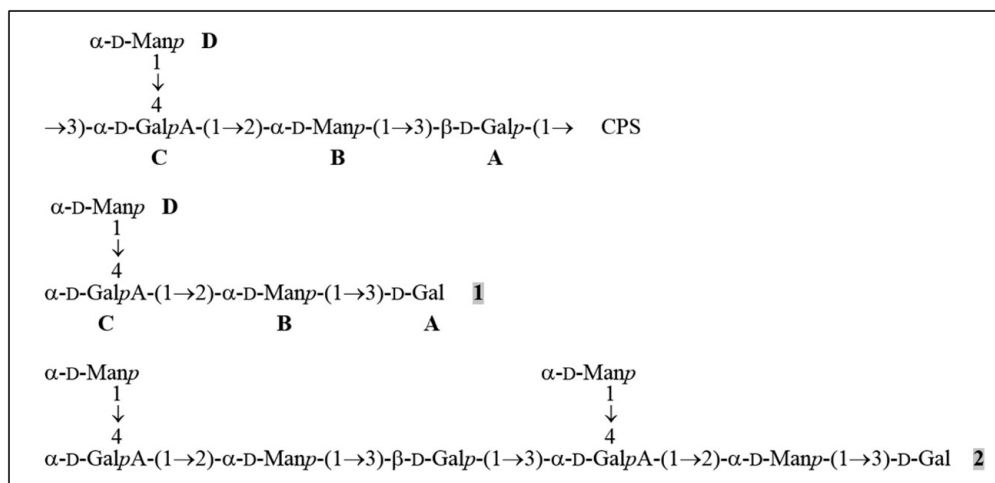 α-D-Manp D
1
↓
4
→3)-α-D-GalpA-(1→2)-α-D-Manp-(1→3)-β-D-Galp-(1→ CPS
C B A
α-D-Manp D
1
↓
4
α-D-GalpA-(1→2)-α-D-Manp-(1→3)-D-Gal 1
C B A
α-D-Manp α-D-Manp
1 1
↓ ↓
4 4
α-D-GalpA-(1→2)-α-D-Manp-(1→3)-β-D-Galp-(1→3)-α-D-GalpA-(1→2)-α-D-Manp-(1→3)-D-Gal 2